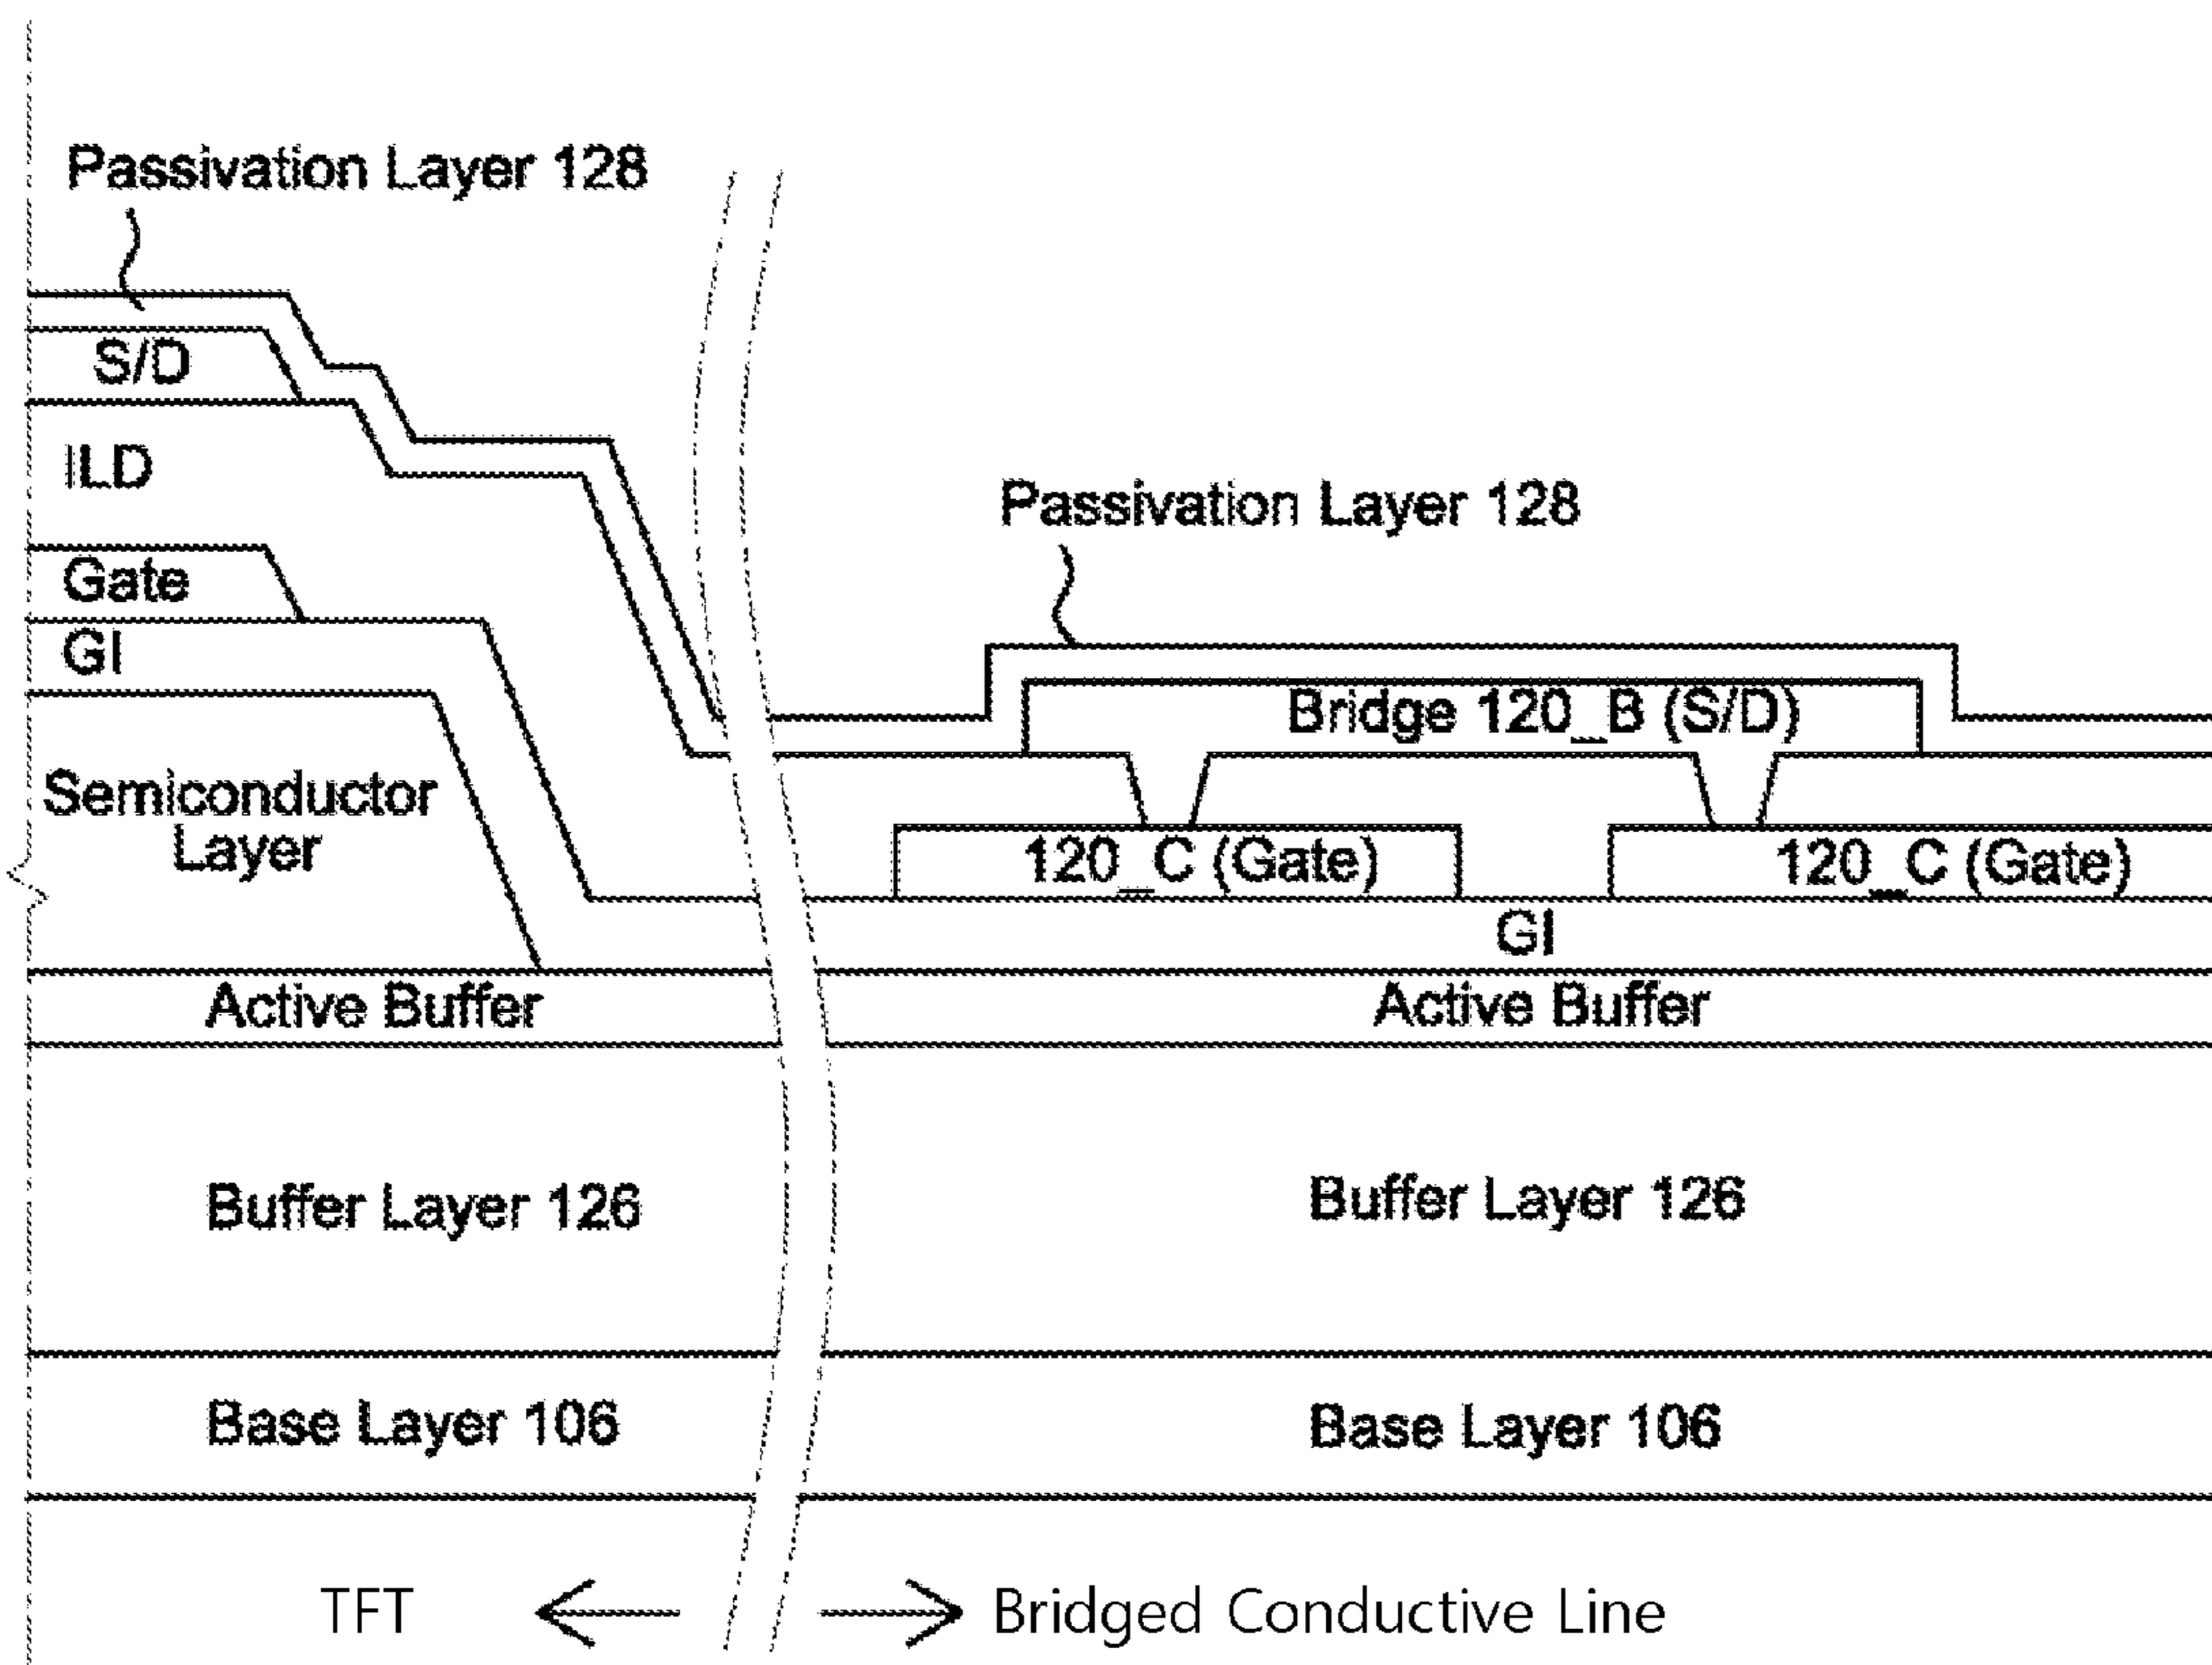 Passivation Layer 128
S/D
ILD
Gate
GI
Semiconductor
Layer
Active Buffer
Buffer Layer 126
Base Layer 106
TFT
Passivation Layer 128
Bridge 120_B (S/D)
120_C (Gate)
120_C (Gate)
GI
Active Buffer
Buffer Layer 126
Base Layer 106
Bridged Conductive Line